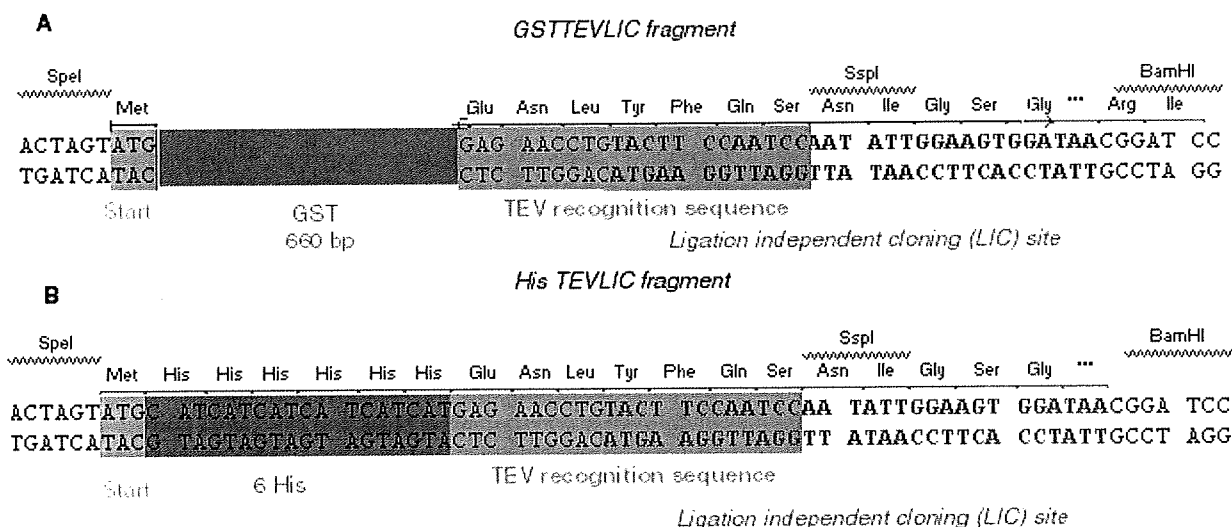 A
GSTTEVLIC fragment
SpeI SspI BamHI
Met Glu Asn Leu Tyr Phe Gln Ser Asn Ile Gly Ser Gly ... Arg Ile
ACTAGTATG GAG AACCTGTACTT CCAATCCAAT ATTGGAAGTGGATAACGGAT CC
TGATCATAC CTC TTGGACATGAA GGTTAGGTTA TAACCTTCACCTATTGCCTA GG
Start GST TEV recognition sequence
660 bp Ligation independent cloning (LIC) site
B
His TEVLIC fragment
SpeI SspI BamHI
Met His His His His His His Glu Asn Leu Tyr Phe Gln Ser Asn Ile Gly Ser Gly ...
ACTAGTATGC ATCATCATCA TCATCATGAG AACCTGTACT TCCAATCCAA TATTGGAAGT GGATAACGGA TCC
TGATCATACG TAGTAGTAGT AGTAGTACTC TTGGACATGA AGGTTAGGTT ATAACCTTCA CCTATTGCCT AGG
Start 6 His TEV recognition sequence
Ligation independent cloning (LIC) site